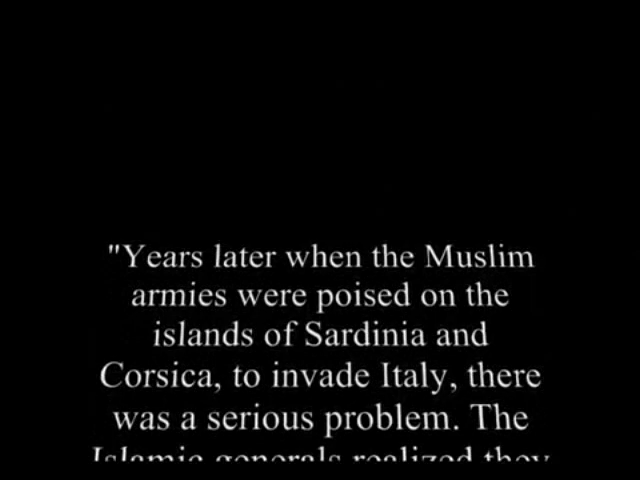 "Years later when the Muslim
armies were poised on the
islands of Sardinia and
Corsica, to invade Italy, there
was a serious problem. The
Islamic generals realized they